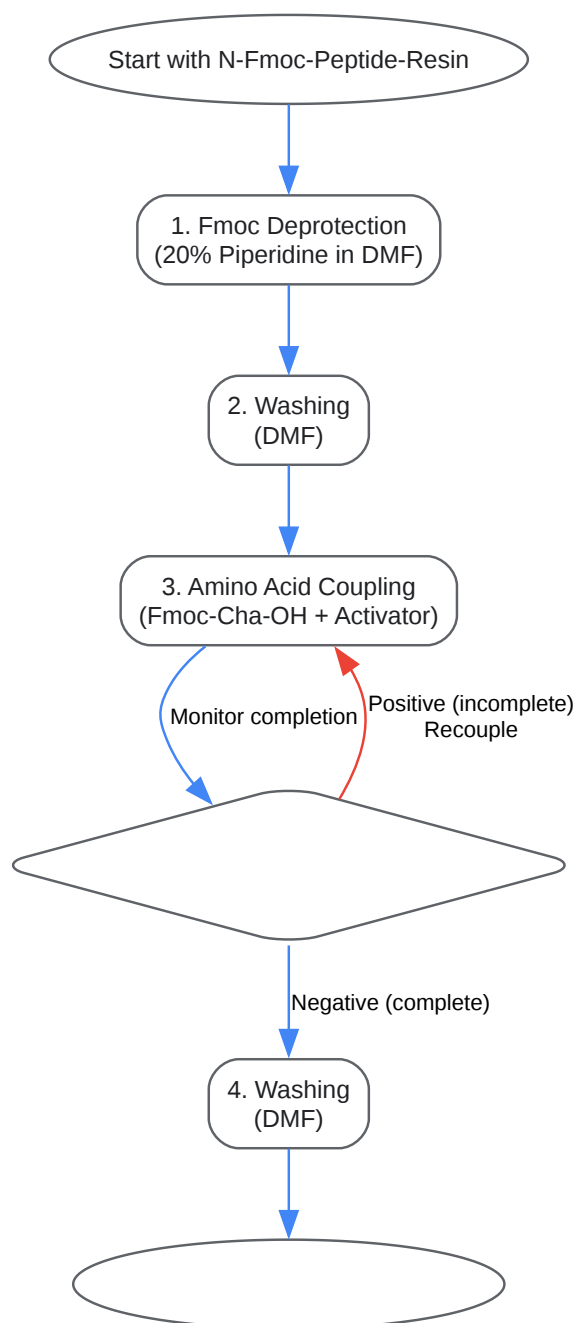 Start with N-Fmoc-Peptide-Resin
1. Fmoc Deprotection
(20% Piperidine in DMF)
2. Washing
(DMF)
3. Amino Acid Coupling
(Fmoc-Cha-OH + Activator)
Monitor completion
Positive (incomplete)
Recouple
Negative (complete)
4. Washing
(DMF)